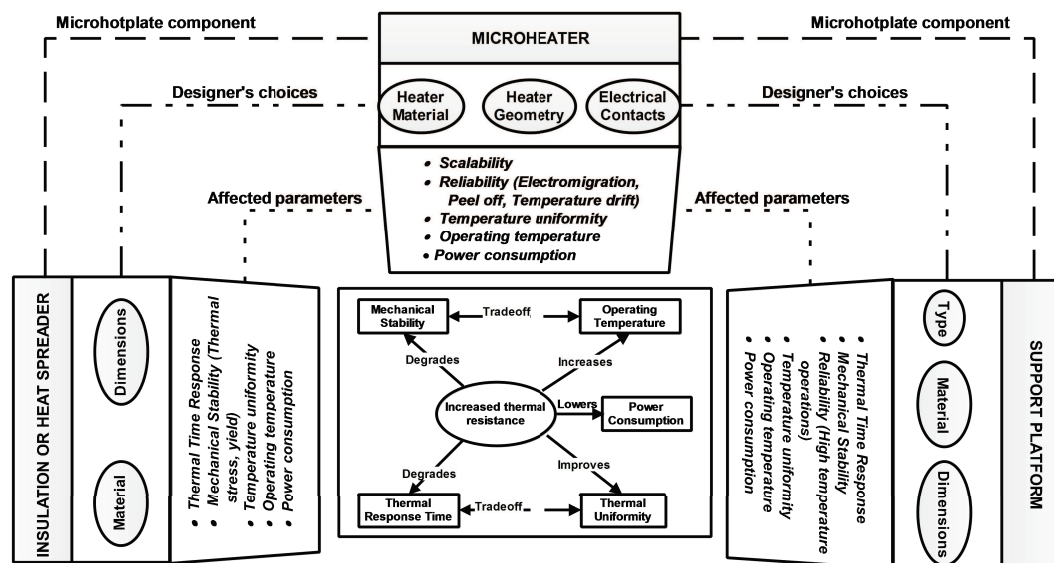 Microhotplate component
Microhotplate component
MICROHEATER
Designer's choices
Designer's choices
Heater
Material
Heater
Geometry
Electrical
Contacts
Affected parameters
Affected parameters
• Scalability
• Reliability (Electromigration,
Peel off, Temperature drift)
• Temperature uniformity
• Operating temperature
• Power consumption
INSULATION OR HEAT SPREADER
Dimensions
Material
• Thermal Time Response
• Mechanical Stability (Thermal
stress, yield)
• Temperature uniformity
• Operating temperature
• Power consumption
Mechanical
Stability
Tradeoff
Operating
Temperature
Degrades
Increases
Increased thermal
resistance
Lowers
Power
Consumption
Degrades
Improves
Thermal
Response Time
Tradeoff
Thermal
Uniformity
• Thermal Time Response
• Mechanical Stability
• Reliability (High temperature
operations)
• Temperature uniformity
• Operating temperature
• Power consumption
Type
Material
Dimensions
SUPPORT PLATFORM